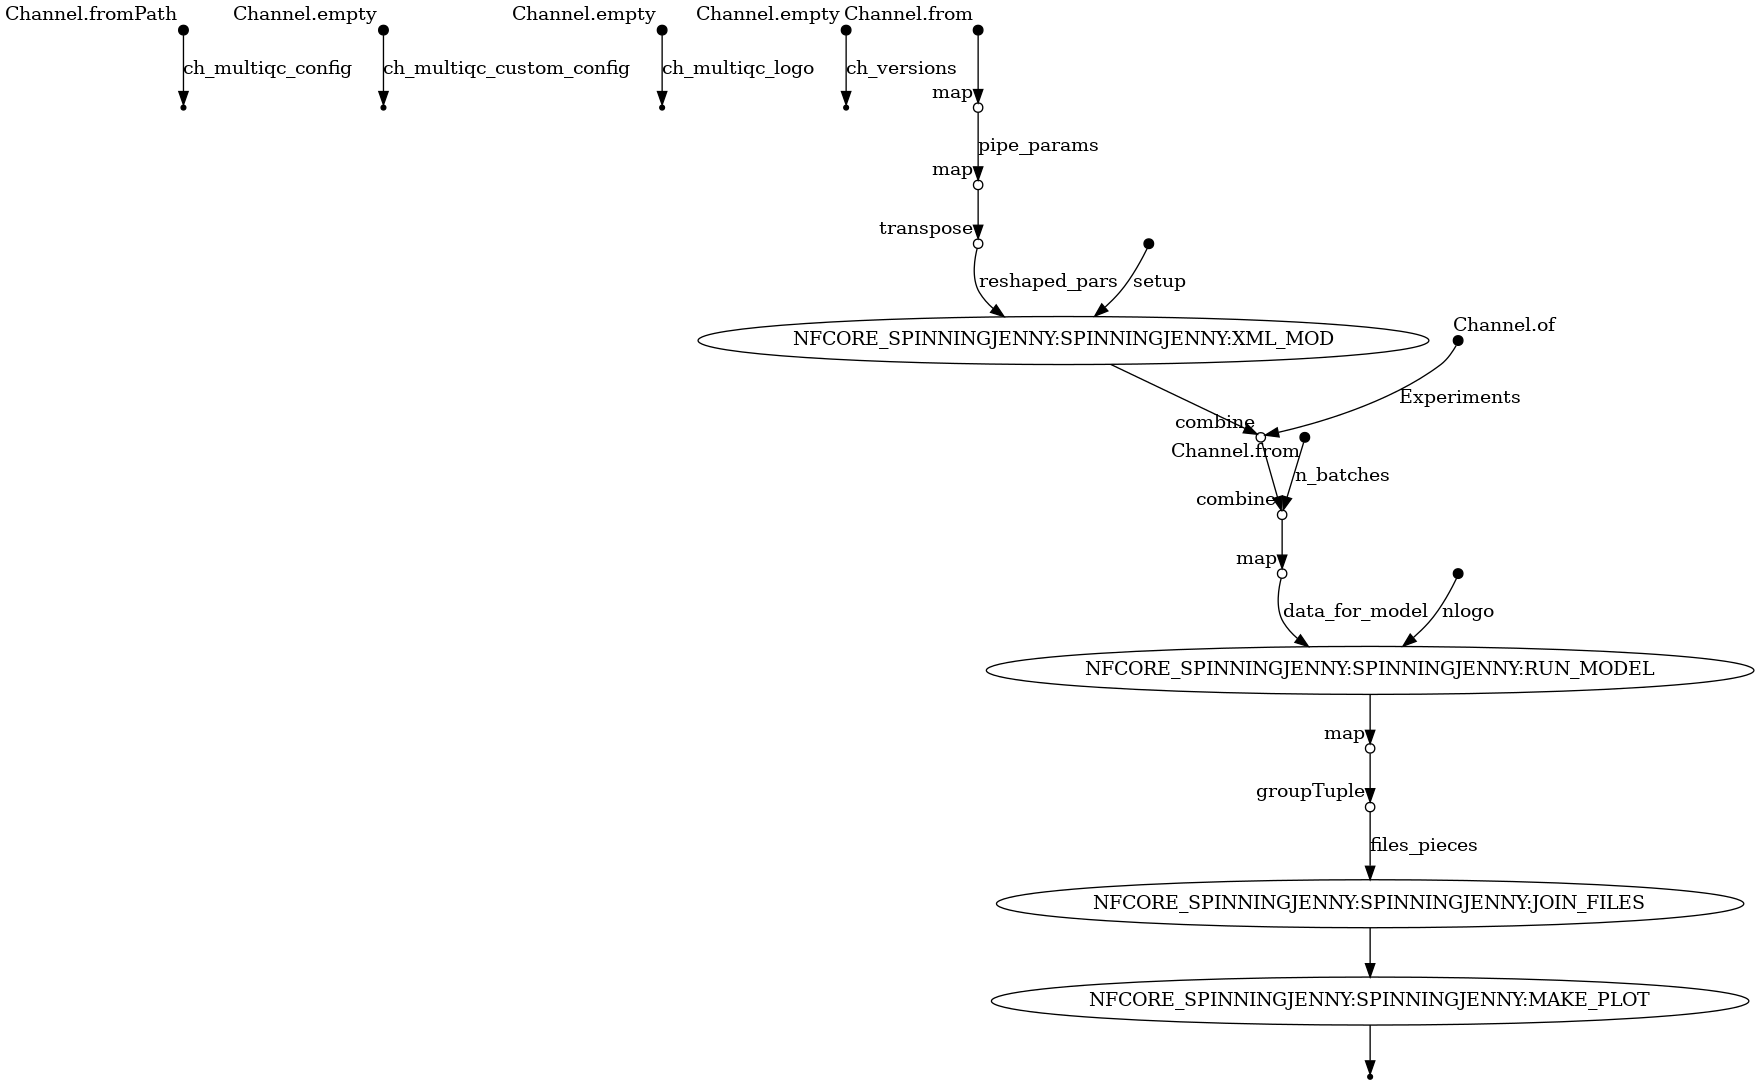 Channel.fromPath
Channel.empty
Channel.empty
Channel.empty
Channel.from
ch_multiqc_config
ch_multiqc_custom_config
ch_multiqc_logo
ch_versions
map
pipe_params
map
transpose
reshaped_pars
setup
NFCORE_SPINNINGJENNY:SPINNINGJENNY:XML_MOD
Channel.of
Experiments
combine
Channel.from
n_batches
combine
map
data_for_model
nlogo
NFCORE_SPINNINGJENNY:SPINNINGJENNY:RUN_MODEL
map
groupTuple
files_pieces
NFCORE_SPINNINGJENNY:SPINNINGJENNY:JOIN_FILES
NFCORE_SPINNINGJENNY:SPINNINGJENNY:MAKE_PLOT